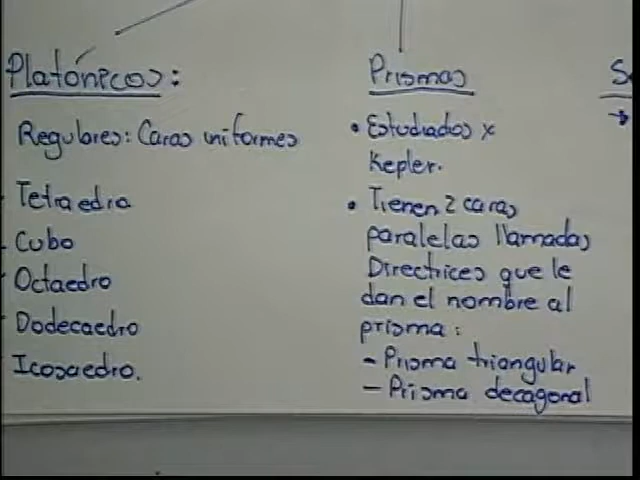 Platónicos:
Regulares: Caras uniformes
- Tetraedro
- Cubo
- Octaedro
- Dodecaedro
Icosaedro.
Prismas
• Estudiados x
Kepler.
• Tienen 2 caras
paralelas llamadas
Directrices que le
dan el nombre al
prisma:
- Prisma triangular
- Prisma decagonal